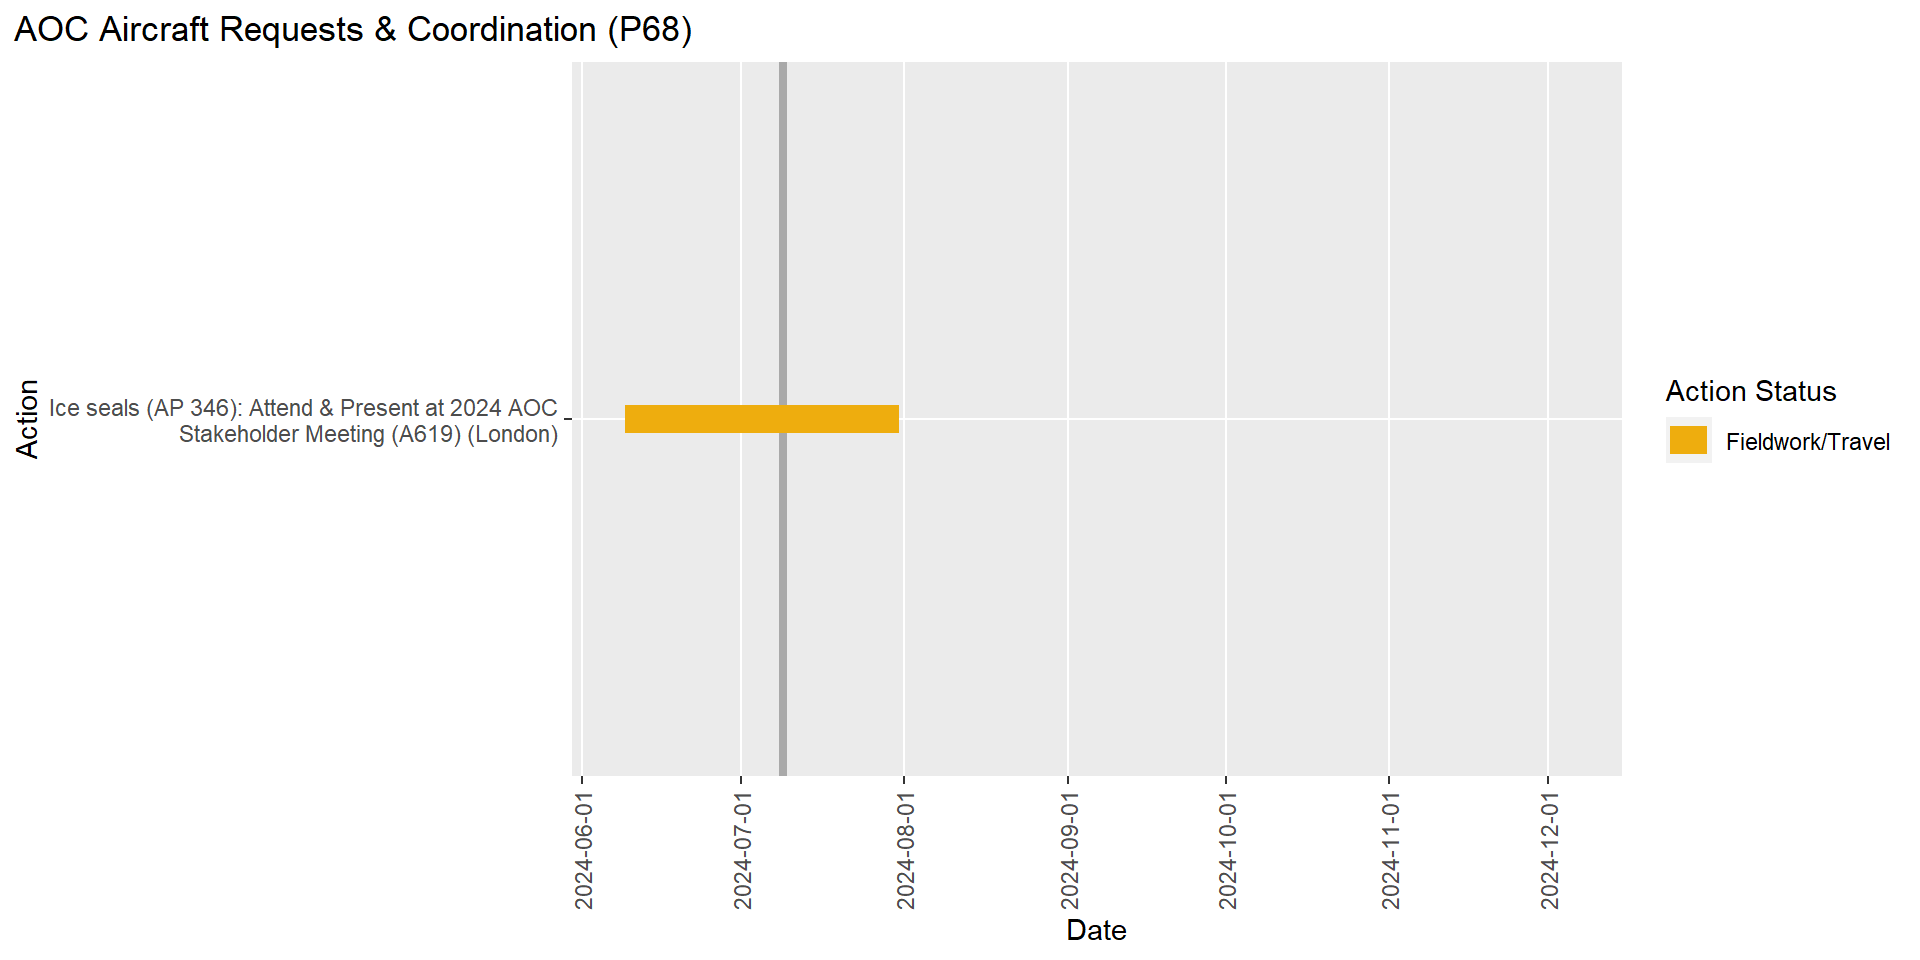 AOC Aircraft Requests & Coordination (P68)
Action
Ice seals (AP 346): Attend & Present at 2024 AOC
Stakeholder Meeting (A619) (London)
2024-06-01
2024-07-01
2024-08-01
2024-09-01
2024-10-01
2024-11-01
2024-12-01
Date
Action Status
Fieldwork/Travel